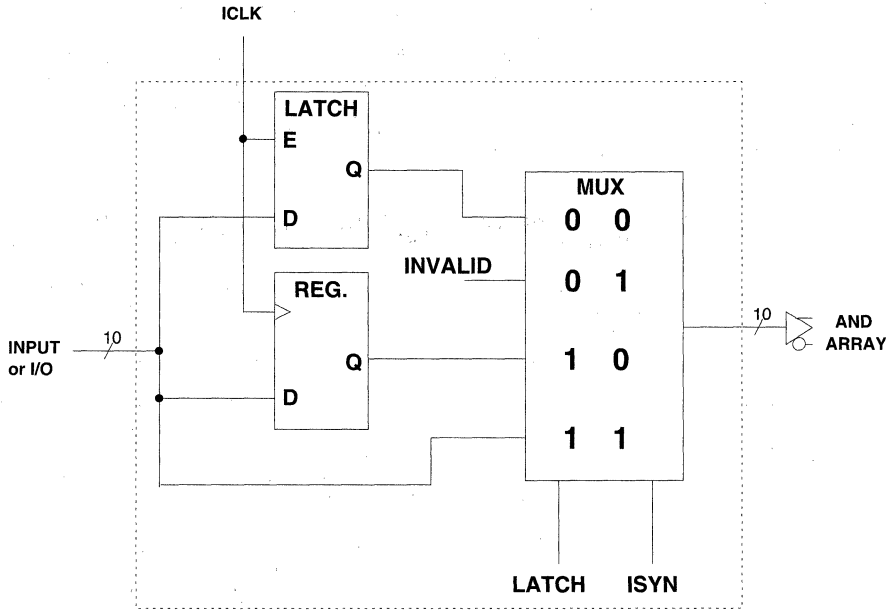 ICLK
LATCH
E
Q
D
MUX
0 0
INVALID
0 1
REG.
10
INPUT
or I/O
Q
D
1 0
10
AND
ARRAY
1 1
LATCH
ISYN